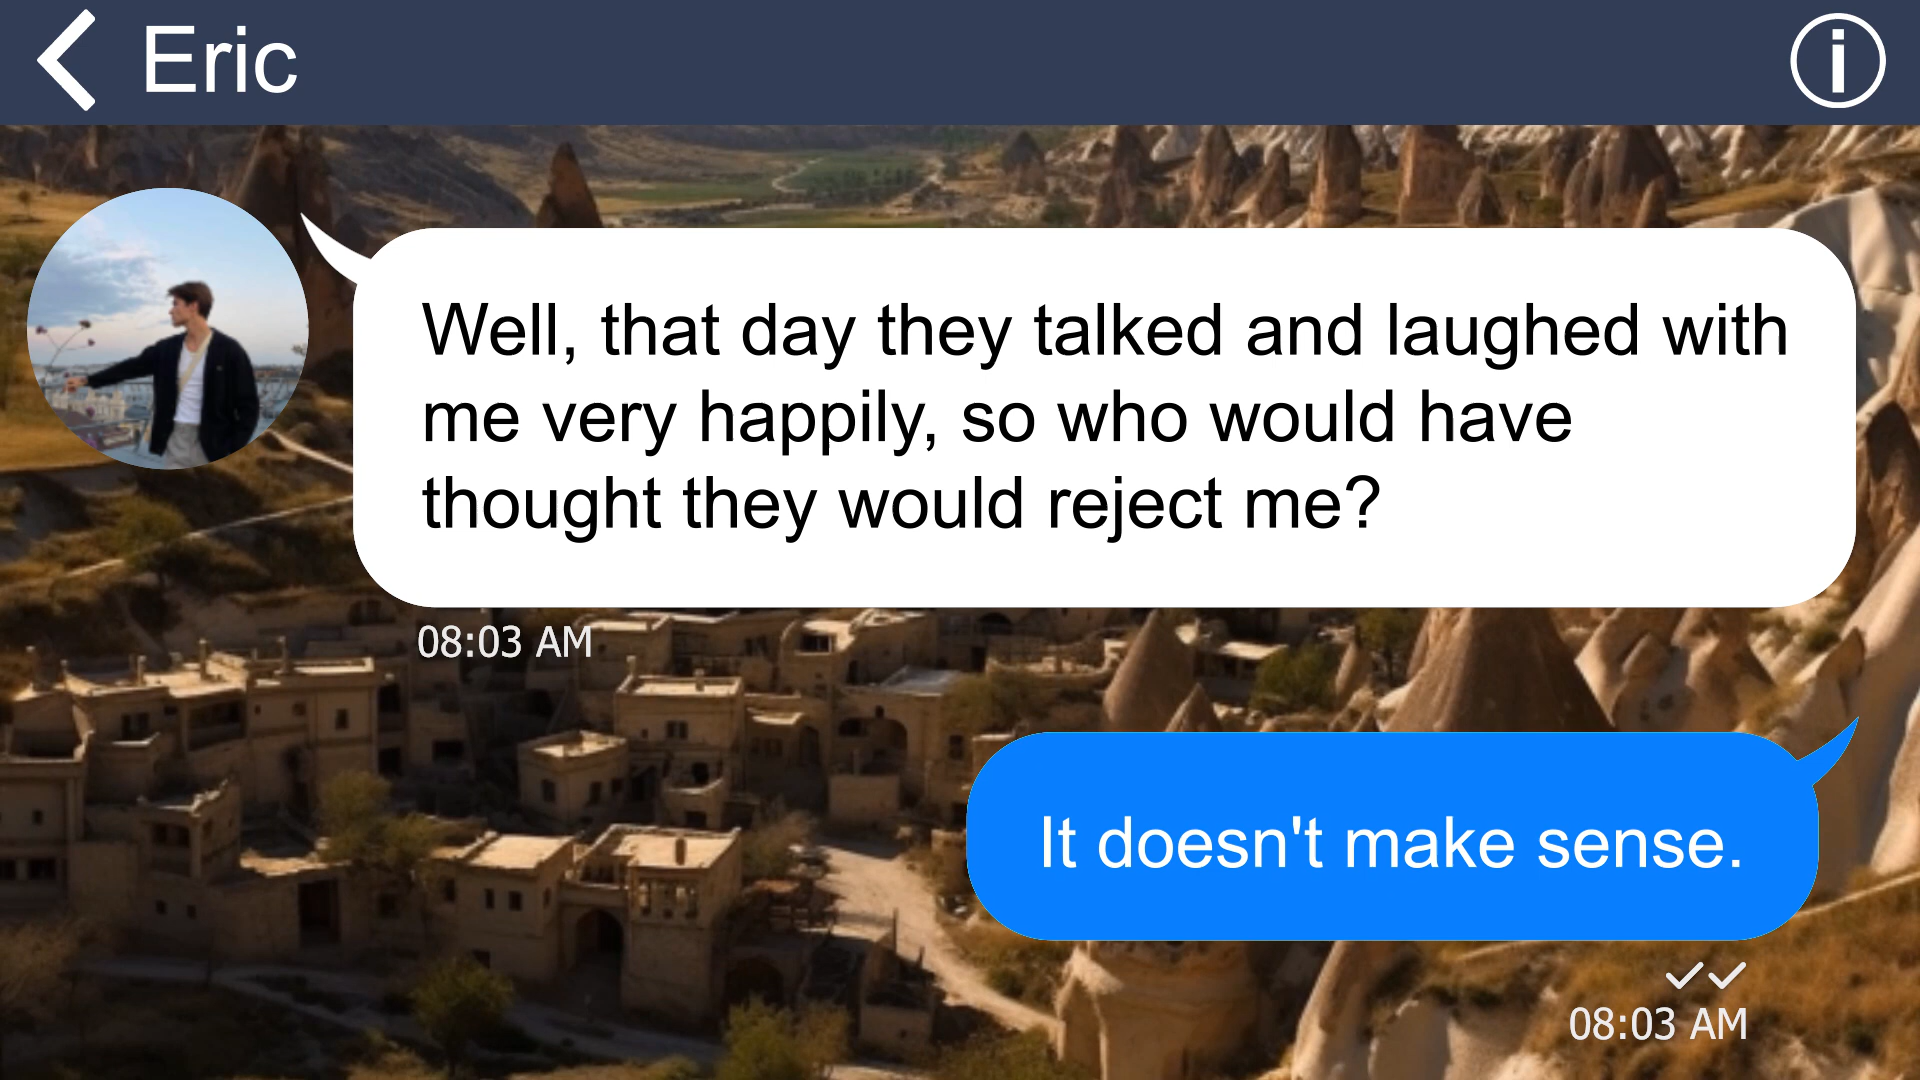 Eric
Well, that day they talked and laughed with
me very happily, so who would have
thought they would reject me?
08:03 AM
It doesn't make sense.
08:03 AM